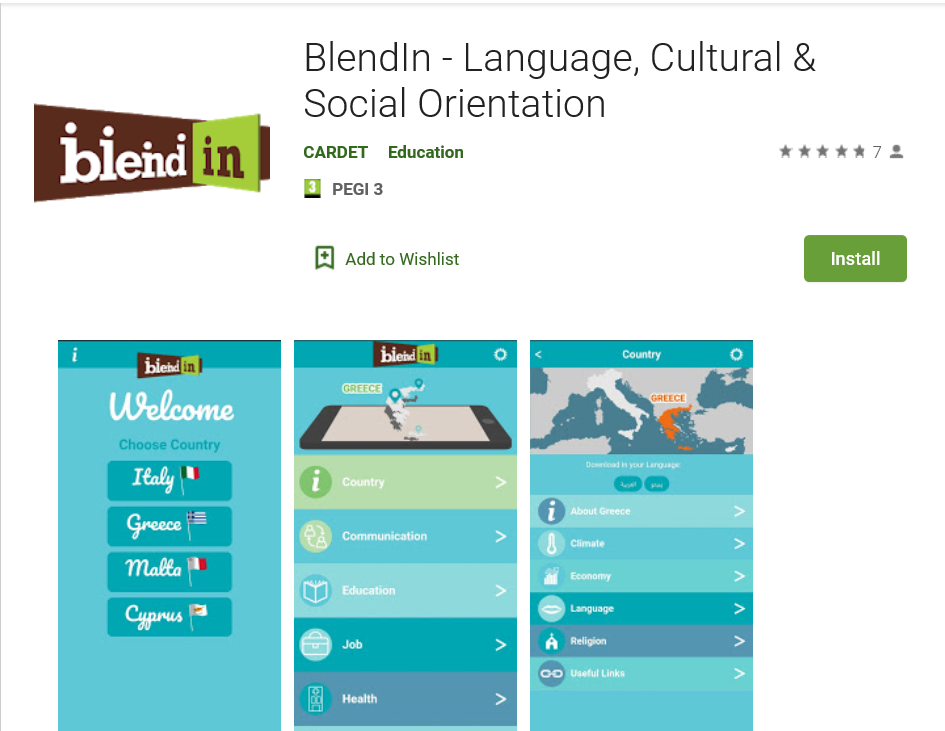 BlendIn - Language, Cultural &
Social Orientation
blend in
CARDET Education
7
3 PEGI 3
Add to Wishlist
Install
i
blend in
Welcome
Choose Country
Italy
Greece
Malta
Cyprus
blend in
GREECE
i Country >
Communication >
Education >
Job >
Health >
< Country
GREECE
Download in your Language:
العربية
i About Greece >
Climate >
Economy >
Language >
Religion >
Useful Links >